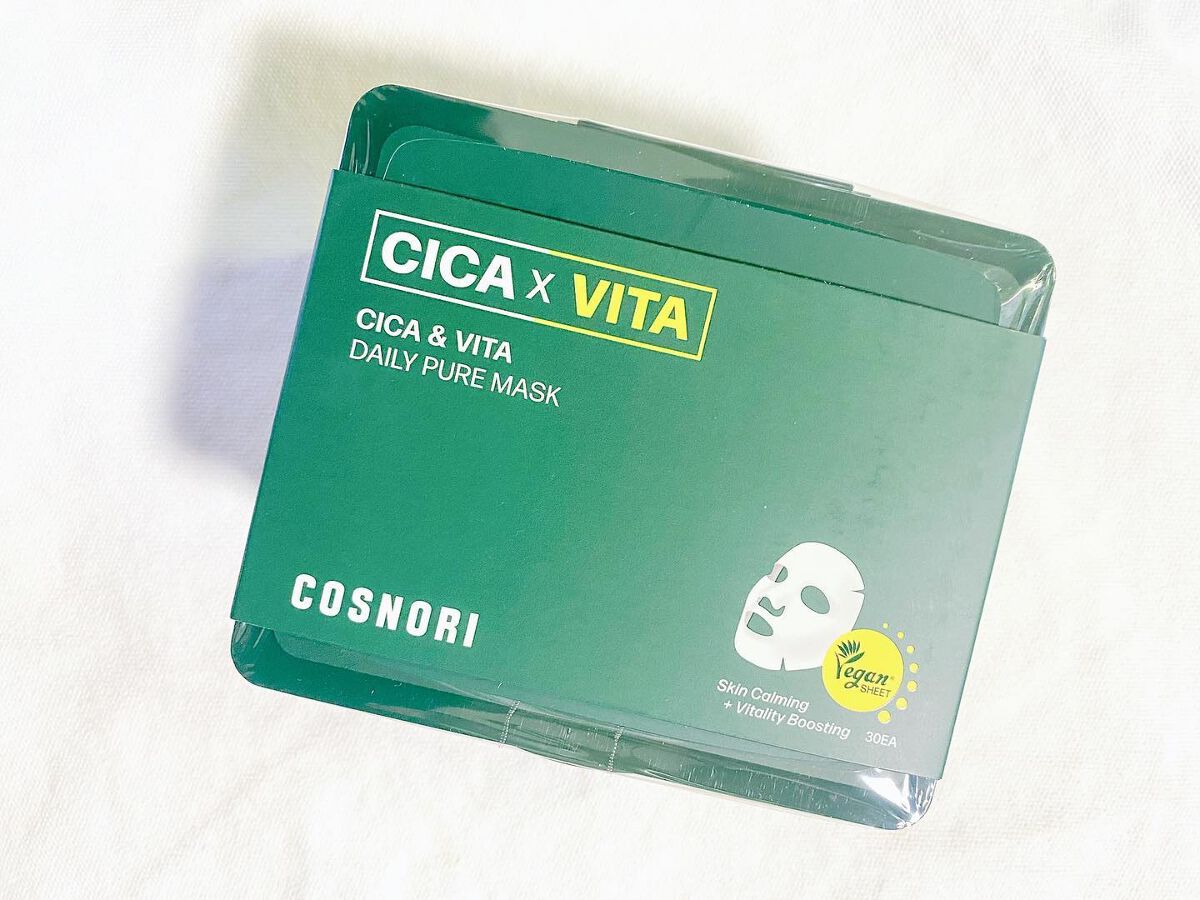 CICA X VITA
CICA & VITA
DAILY PURE MASK
COSNORI
Vegan®
SHEET
Skin Calming
+ Vitality Boosting
30EA